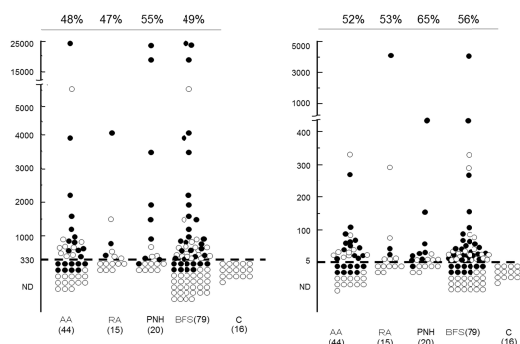 48% 47% 55% 49%
25000
15000
5000
4000
3000
2000
1000
330
ND
AA RA PNH BFS(79) C
(44) (15) (20) (16)
52% 53% 65% 56%
5000
3000
1000
400
300
200
100
5
ND
AA RA PNH BFS(79) C
(44) (15) (20) (16)